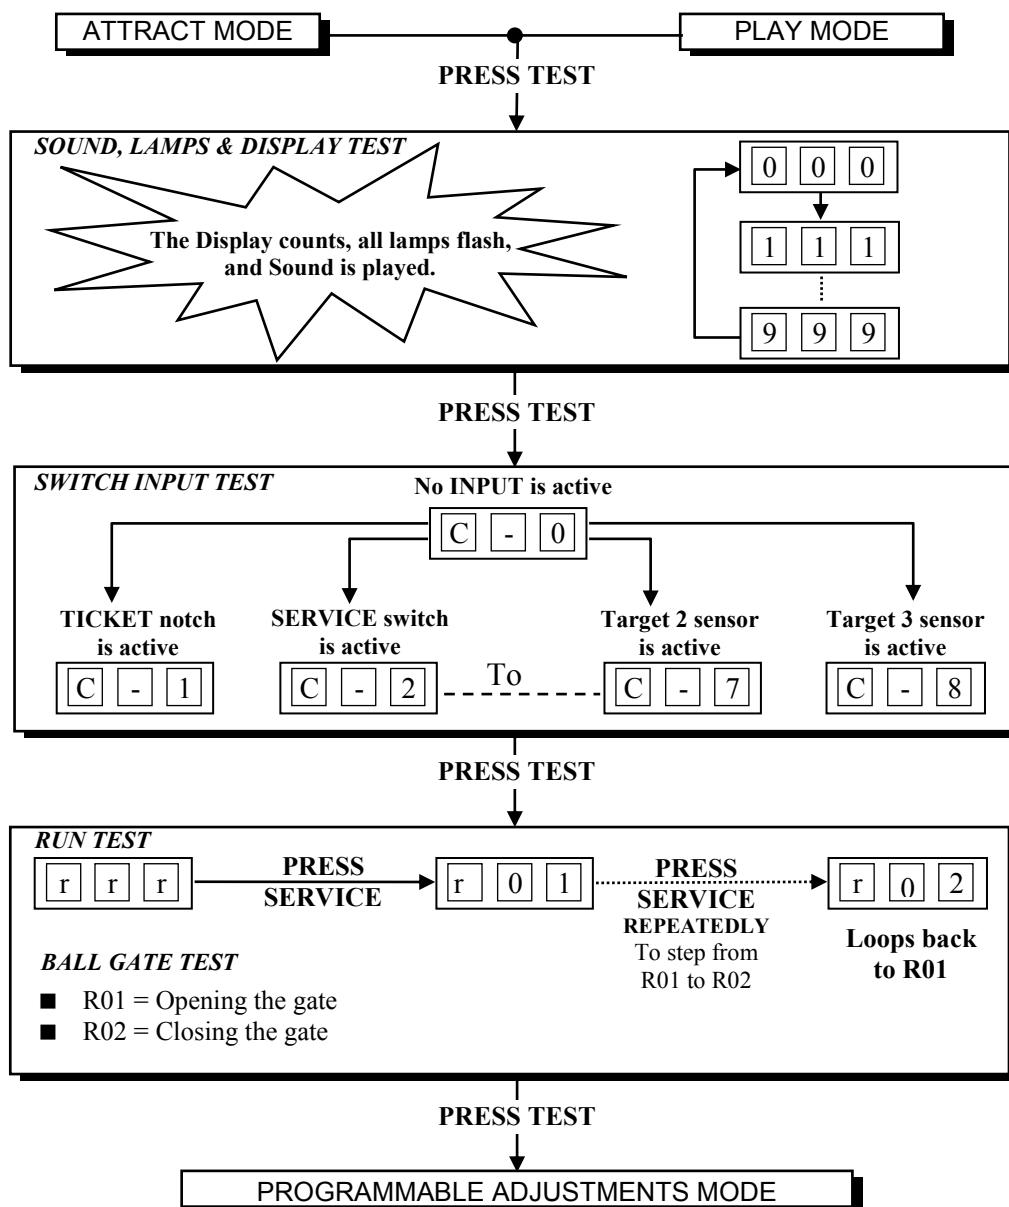 ATTRACT MODE
PLAY MODE
PRESS TEST
SOUND, LAMPS & DISPLAY TEST
The Display counts, all lamps flash,
and Sound is played.
0 0 0
1 1 1
9 9 9
PRESS TEST
SWITCH INPUT TEST
No INPUT is active
C - 0
TICKET notch
is active
C - 1
SERVICE switch
is active
C - 2
To
Target 2 sensor
is active
C - 7
Target 3 sensor
is active
C - 8
PRESS TEST
RUN TEST
r r r
PRESS
SERVICE
r 0 1
PRESS
SERVICE
REPEATEDLY
To step from
R01 to R02
r 0 2
Loops back
to R01
BALL GATE TEST
■ R01 = Opening the gate
■ R02 = Closing the gate
PRESS TEST
PROGRAMMABLE ADJUSTMENTS MODE